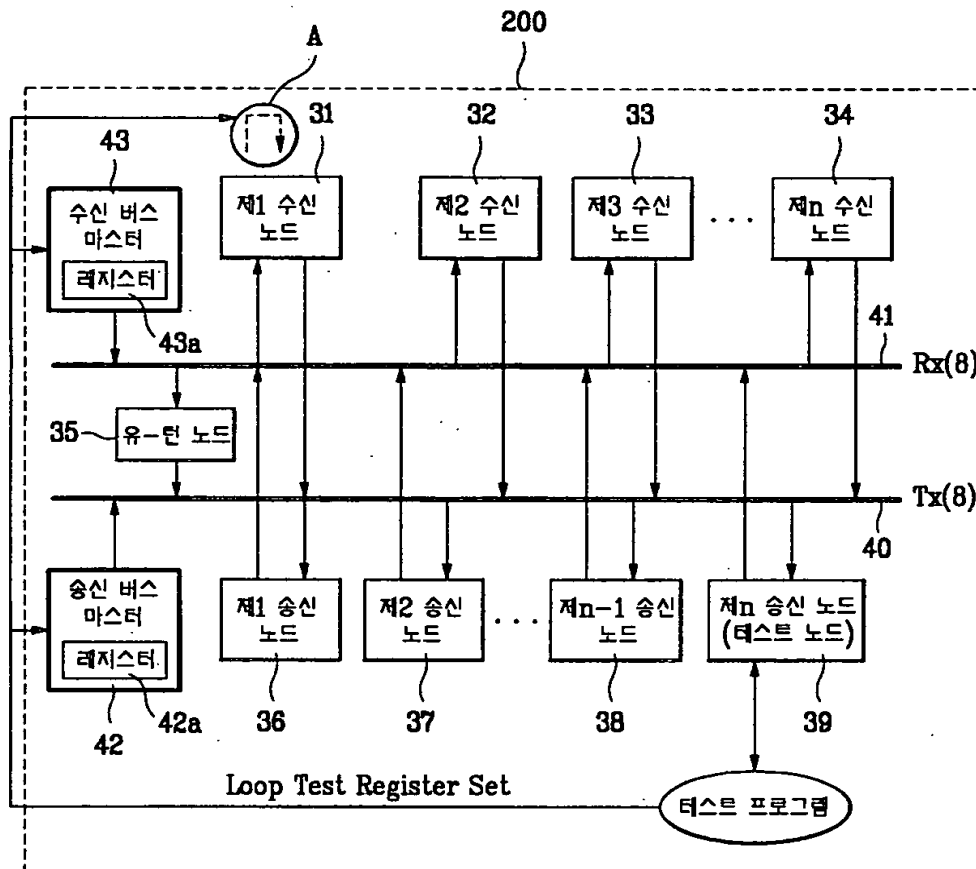 200
A
43
31
32
33
34
수신 버스
마스터
레지스터
43a
제1 수신
노드
제2 수신
노드
제3 수신
노드
. . .
제n 수신
노드
41
Rx(8)
35
유-턴 노드
Tx(8)
40
송신 버스
마스터
레지스터
42a
42
제1 송신
노드
36
제2 송신
노드
37
. . .
제n-1 송신
노드
38
제n 송신 노드
(테스트 노드)
39
Loop Test Register Set
테스트 프로그램